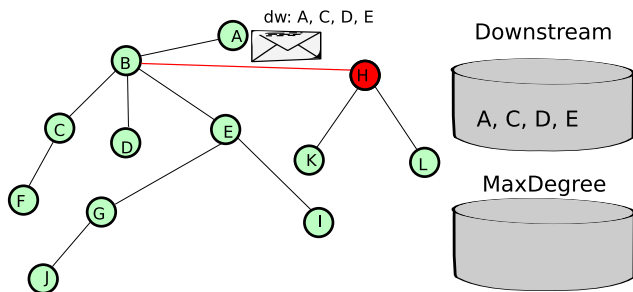 dw: A, C, D, E
Downstream
A
B
H
A, C, D, E
C
D
E
K
L
MaxDegree
F
G
I
J